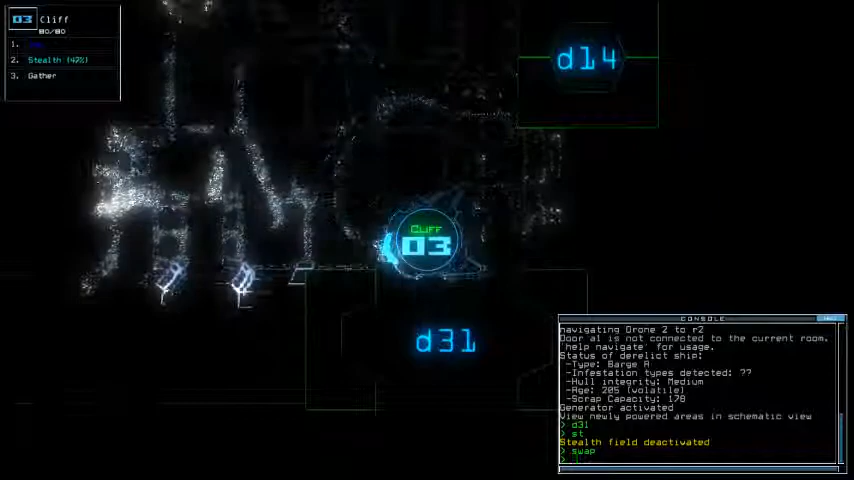 03 Cliff
80/80
1.
2. Stealth (47%)
3. Gather
d14
Cliff
03
d31
CONSOLE
navigating Drone 2 to r2
Door a1 is not connected to the current room.
'help navigate' for usage.
Status of derelict ship:
-Type: Barge A
-Infestation types detected: ??
-Hull integrity: Medium
-Age: 205 (volatile)
-Scrap Capacity: 178
Generator activated
View newly powered areas in schematic view
> d31
> st
Stealth field deactivated
> swap
>